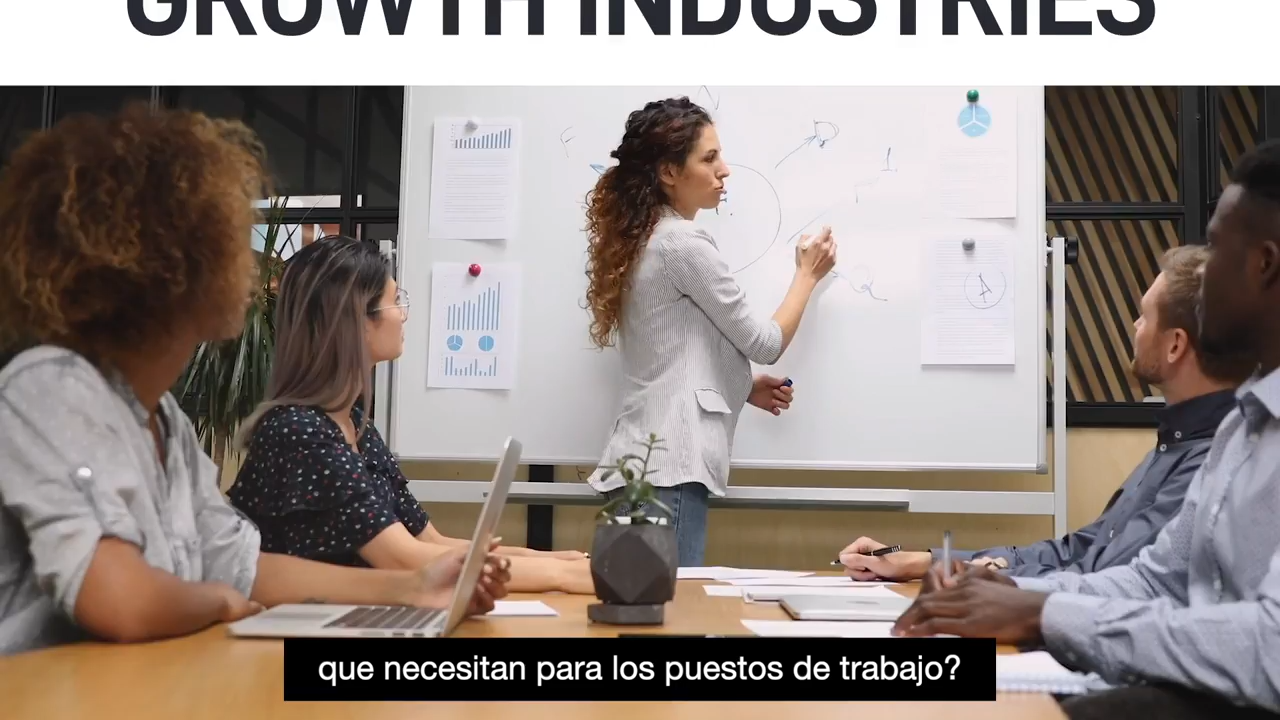 GROWTH INDUSTRIES
A
que necesitan para los puestos de trabajo?